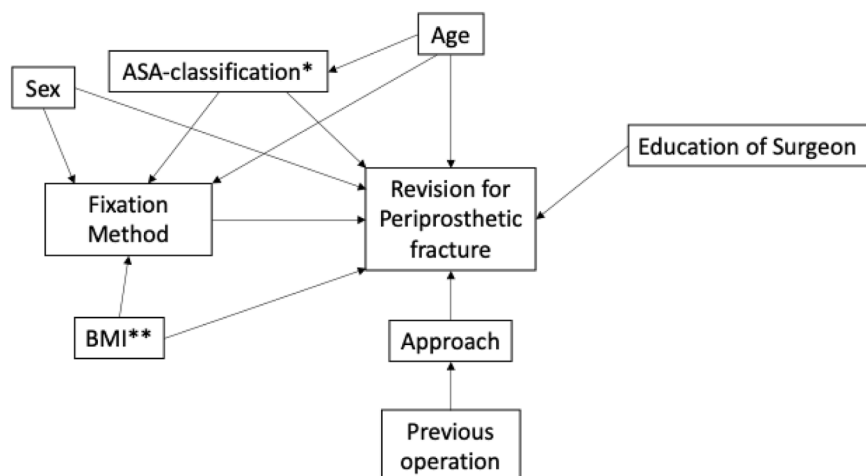 Age
ASA-classification*
Sex
Education of Surgeon
Fixation
Method
Revision for
Periprosthetic
fracture
BMI**
Approach
Previous
operation